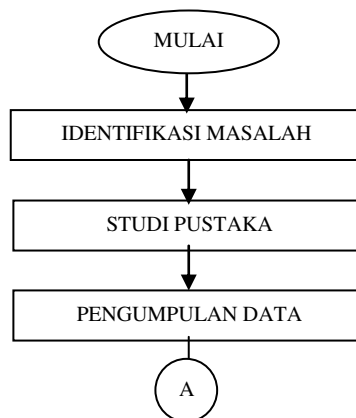 MULAI
IDENTIFIKASI MASALAH
STUDI PUSTAKA
PENGUMPULAN DATA
A